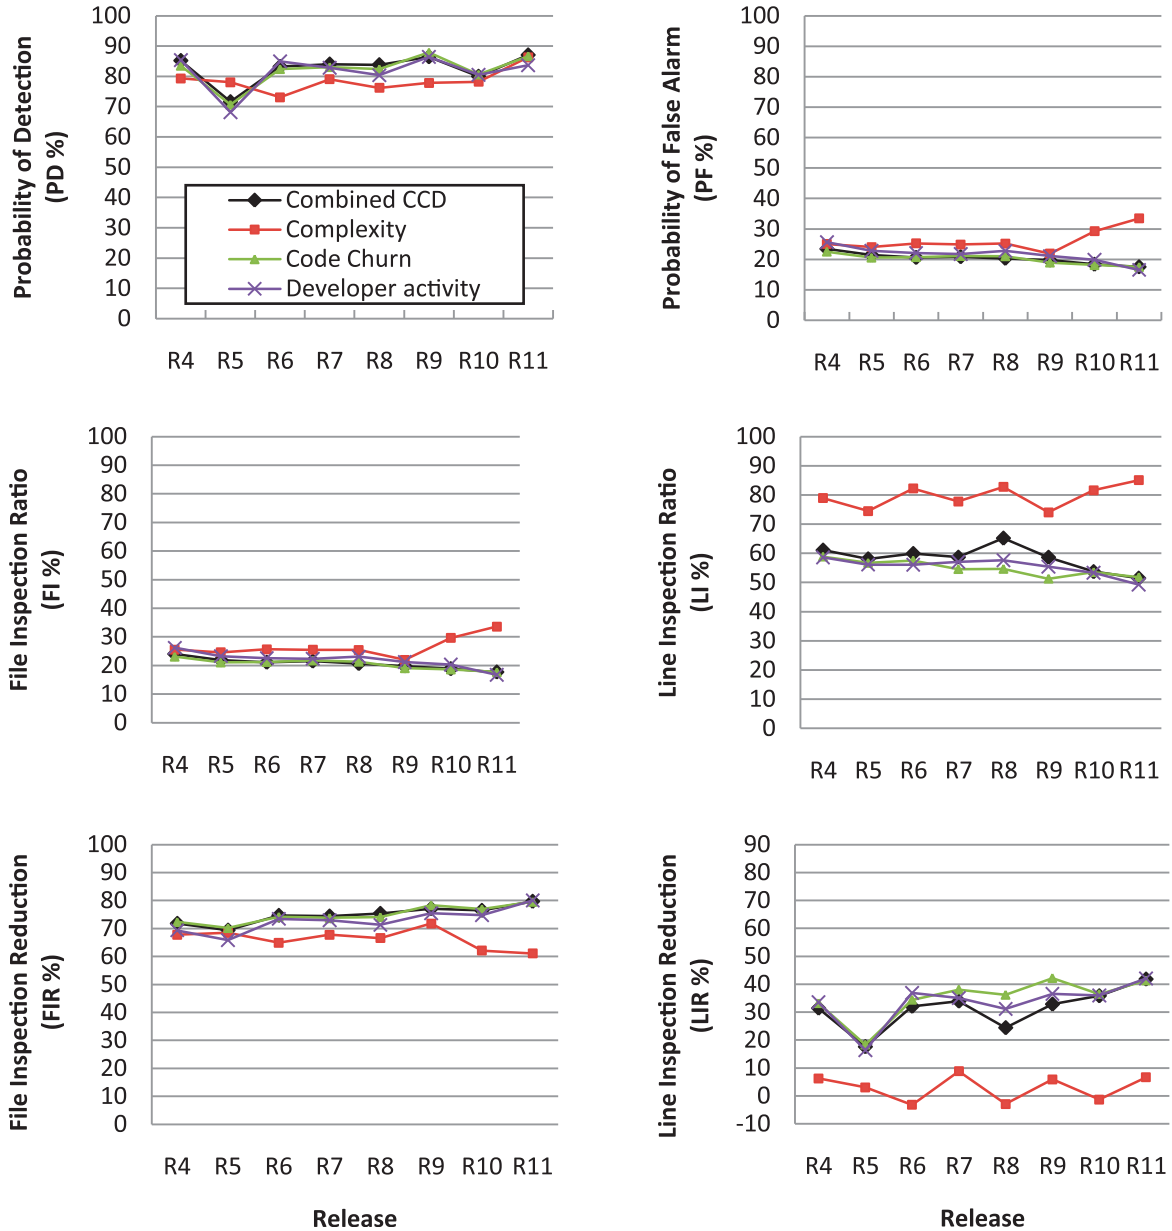 Probability of Detection
(PD %)
100
90
80
70
60
50
40
30
20
10
0
Combined CCD
Complexity
Code Churn
Developer activity
R4 R5 R6 R7 R8 R9 R10 R11
Probability of False Alarm
(PF %)
100
90
80
70
60
50
40
30
20
10
0
R4 R5 R6 R7 R8 R9 R10 R11
File Inspection Ratio
(FI %)
100
90
80
70
60
50
40
30
20
10
0
R4 R5 R6 R7 R8 R9 R10 R11
Line Inspection Ratio
(LI %)
100
90
80
70
60
50
40
30
20
10
0
R4 R5 R6 R7 R8 R9 R10 R11
File Inspection Reduction
(FIR %)
100
90
80
70
60
50
40
30
20
10
0
R4 R5 R6 R7 R8 R9 R10 R11
Release
Line Inspection Reduction
(LIR %)
90
80
70
60
50
40
30
20
10
0
-10
R4 R5 R6 R7 R8 R9 R10 R11
Release